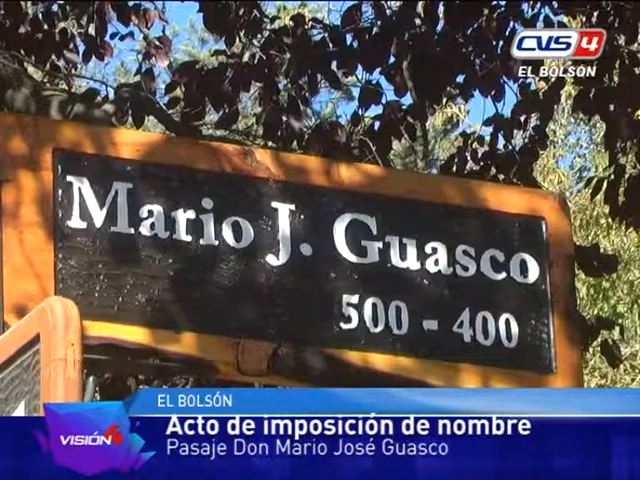 CVS 4
EL BOLSÓN
Mario J. Guasco
500 - 400
EL BOLSÓN
Acto de imposición de nombre
Pasaje Don Mario José Guasco
VISIÓN 4